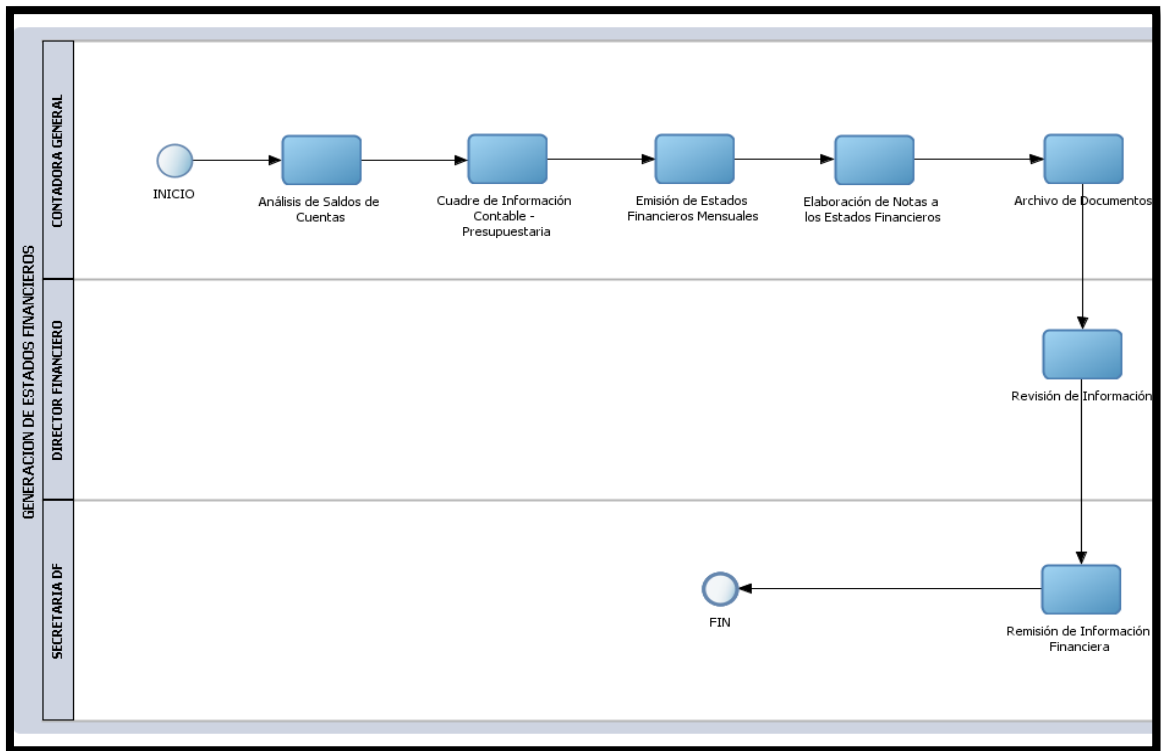 GENERACION DE ESTADOS FINANCIEROS
CONTADORA GENERAL
INICIO
Análisis de Saldos de
Cuentas
Cuadre de Información
Contable -
Presupuestaria
Emisión de Estados
Financieros Mensuales
Elaboración de Notas a
los Estados Financieros
Archivo de Documentos
DIRECTOR FINANCIERO
Revisión de Información
SECRETARIA DF
FIN
Remisión de Información
Financiera